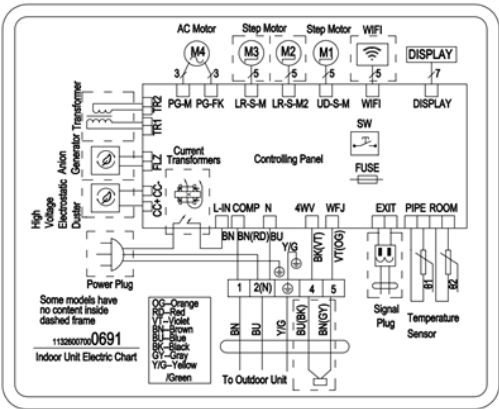 AC Motor Step Motor Step Motor WIFI
M4 M3 M2 M1 DISPLAY
3 3 5 5 5 5 7
PG-M PG-FK LR-S-M LR-S-M2 UD-S-M WIFI DISPLAY
Transformer
TR2
TR1
SW
Controlling Panel
FUSE
Anion
Generator
FLZ
Current
Transformers
High
Voltage
Electrostatic
Duster
CC-
CC+
L-IN COMP N 4WV WFJ EXIT PIPE ROOM
BN BN(RD) BU Y/G BK(VT) VT(OG)
Power Plug
1 2(N) 4 5
Signal
Plug
B1 B2
Temperature
Sensor
Some models have
no content inside
dashed frame
11326007000691
Indoor Unit Electric Chart
OG--Orange
RD--Red
VT--Violet
BN--Brown
BU--Blue
BK--Black
GY--Gray
Y/G--Yellow
/Green
BN BU Y/G BU(BK) BN(GY)
To Outdoor Unit